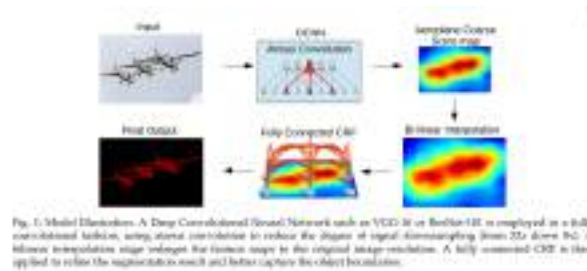 Input
DCNN
Atrous Convolution
Aeroplane Coarse
Score map
Final Output
Fully Connected CRF
Bi-linear Interpolation
Fig. 1: Model Illustration. A Deep Convolutional Neural Network such as VGG-16 or ResNet-101 is employed in a fully
convolutional fashion, using atrous convolution to reduce the degree of signal downsampling (from 32x down 8x). A
bilinear interpolation stage enlarges the feature maps to the original image resolution. A fully connected CRF is then
applied to refine the segmentation result and better capture the object boundaries.